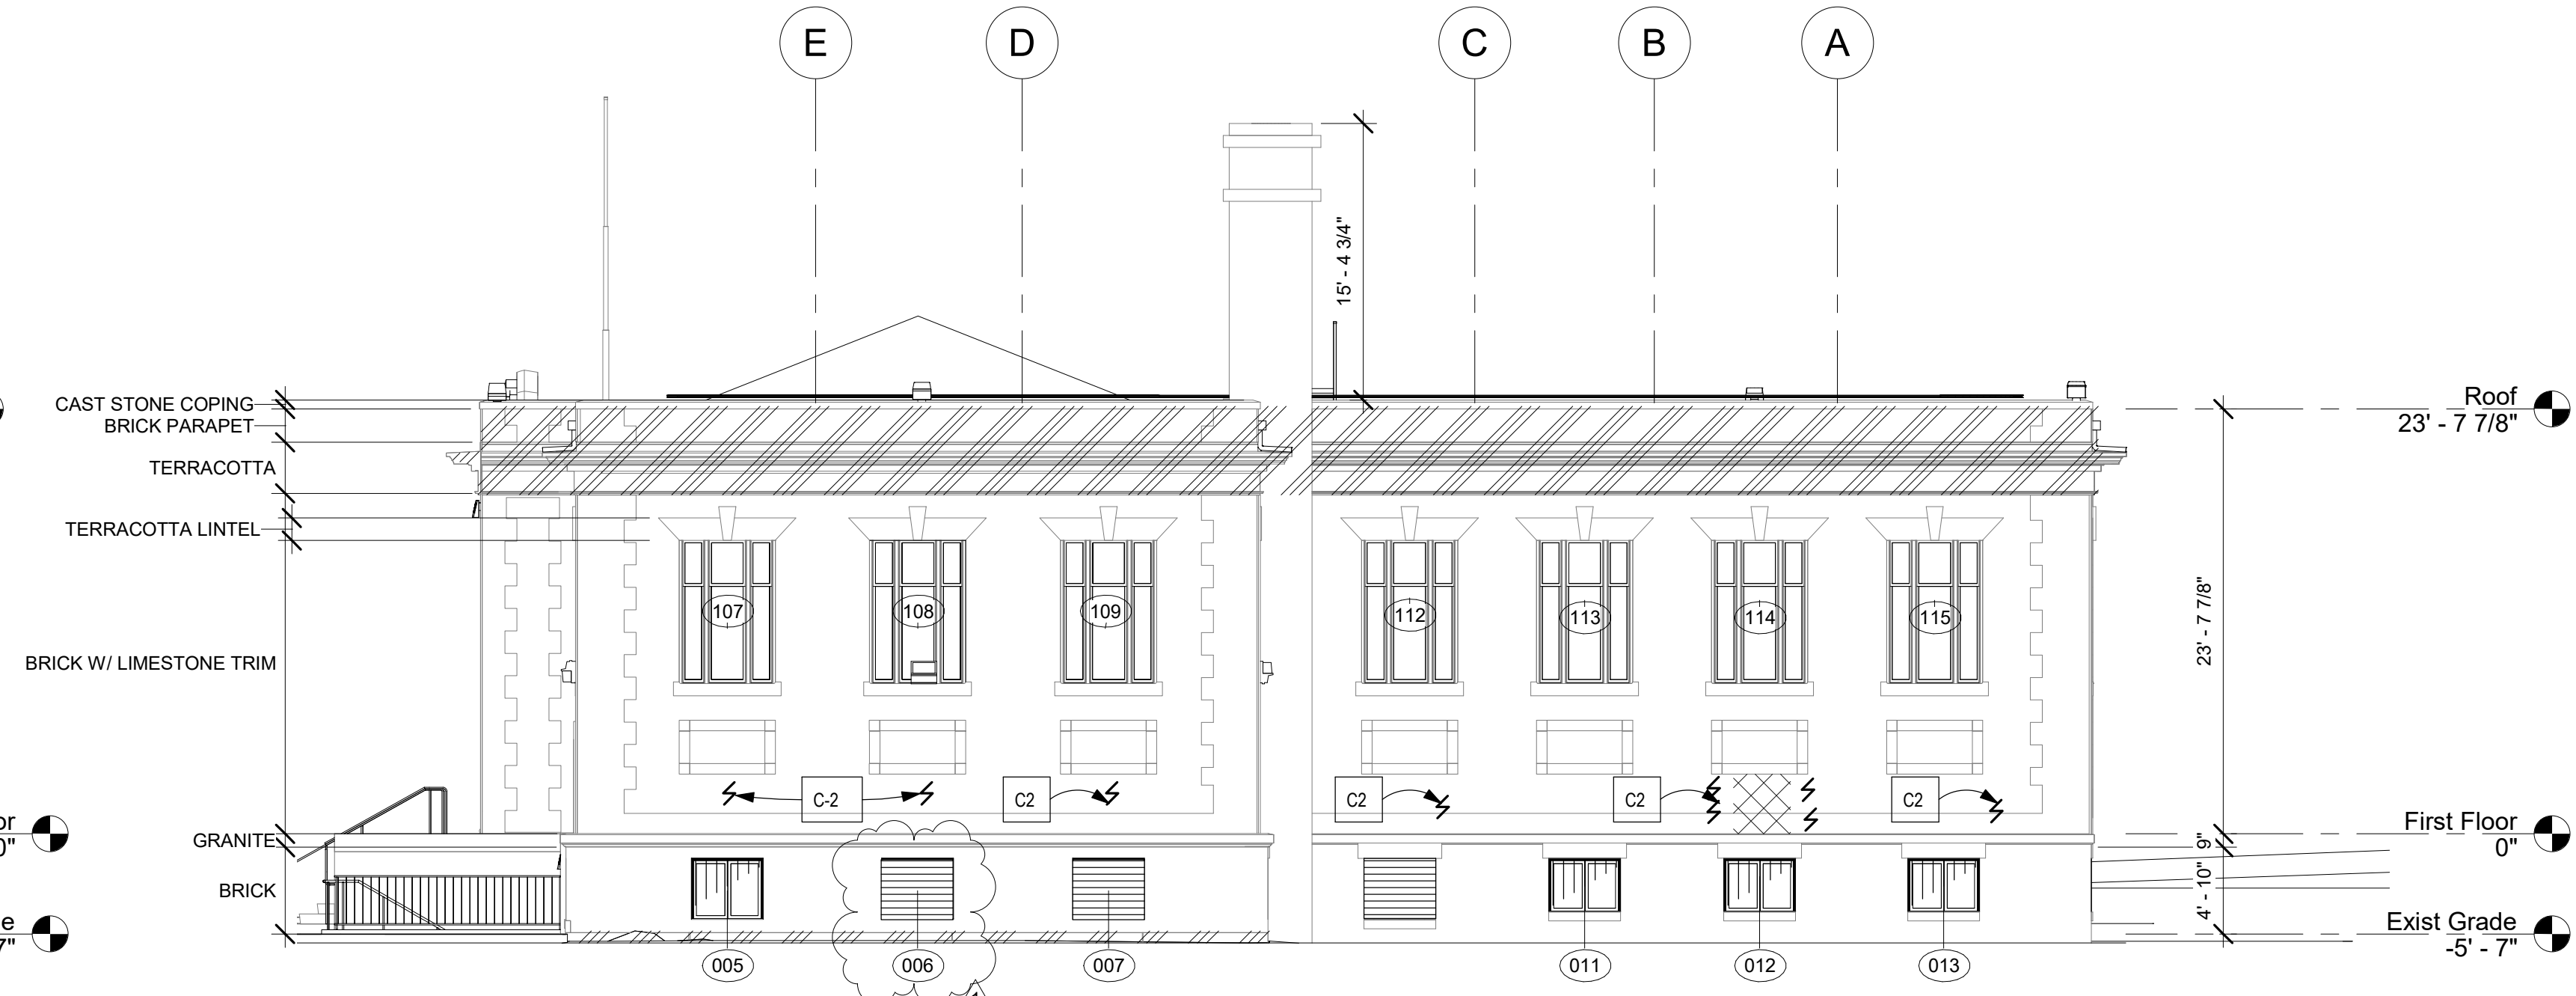 E
D
C
B
A
15' - 4 3/4"
CAST STONE COPING
BRICK PARAPET
TERRACOTTA
TERRACOTTA LINTEL
BRICK W/ LIMESTONE TRIM
GRANITE
BRICK
Roof
23' - 7 7/8"
107
108
109
112
113
114
115
23' - 7 7/8"
C-2
C2
C2
C2
C2
First Floor
0"
9"
4' - 10"
Exist Grade
-5' - 7"
005
006
007
011
012
013